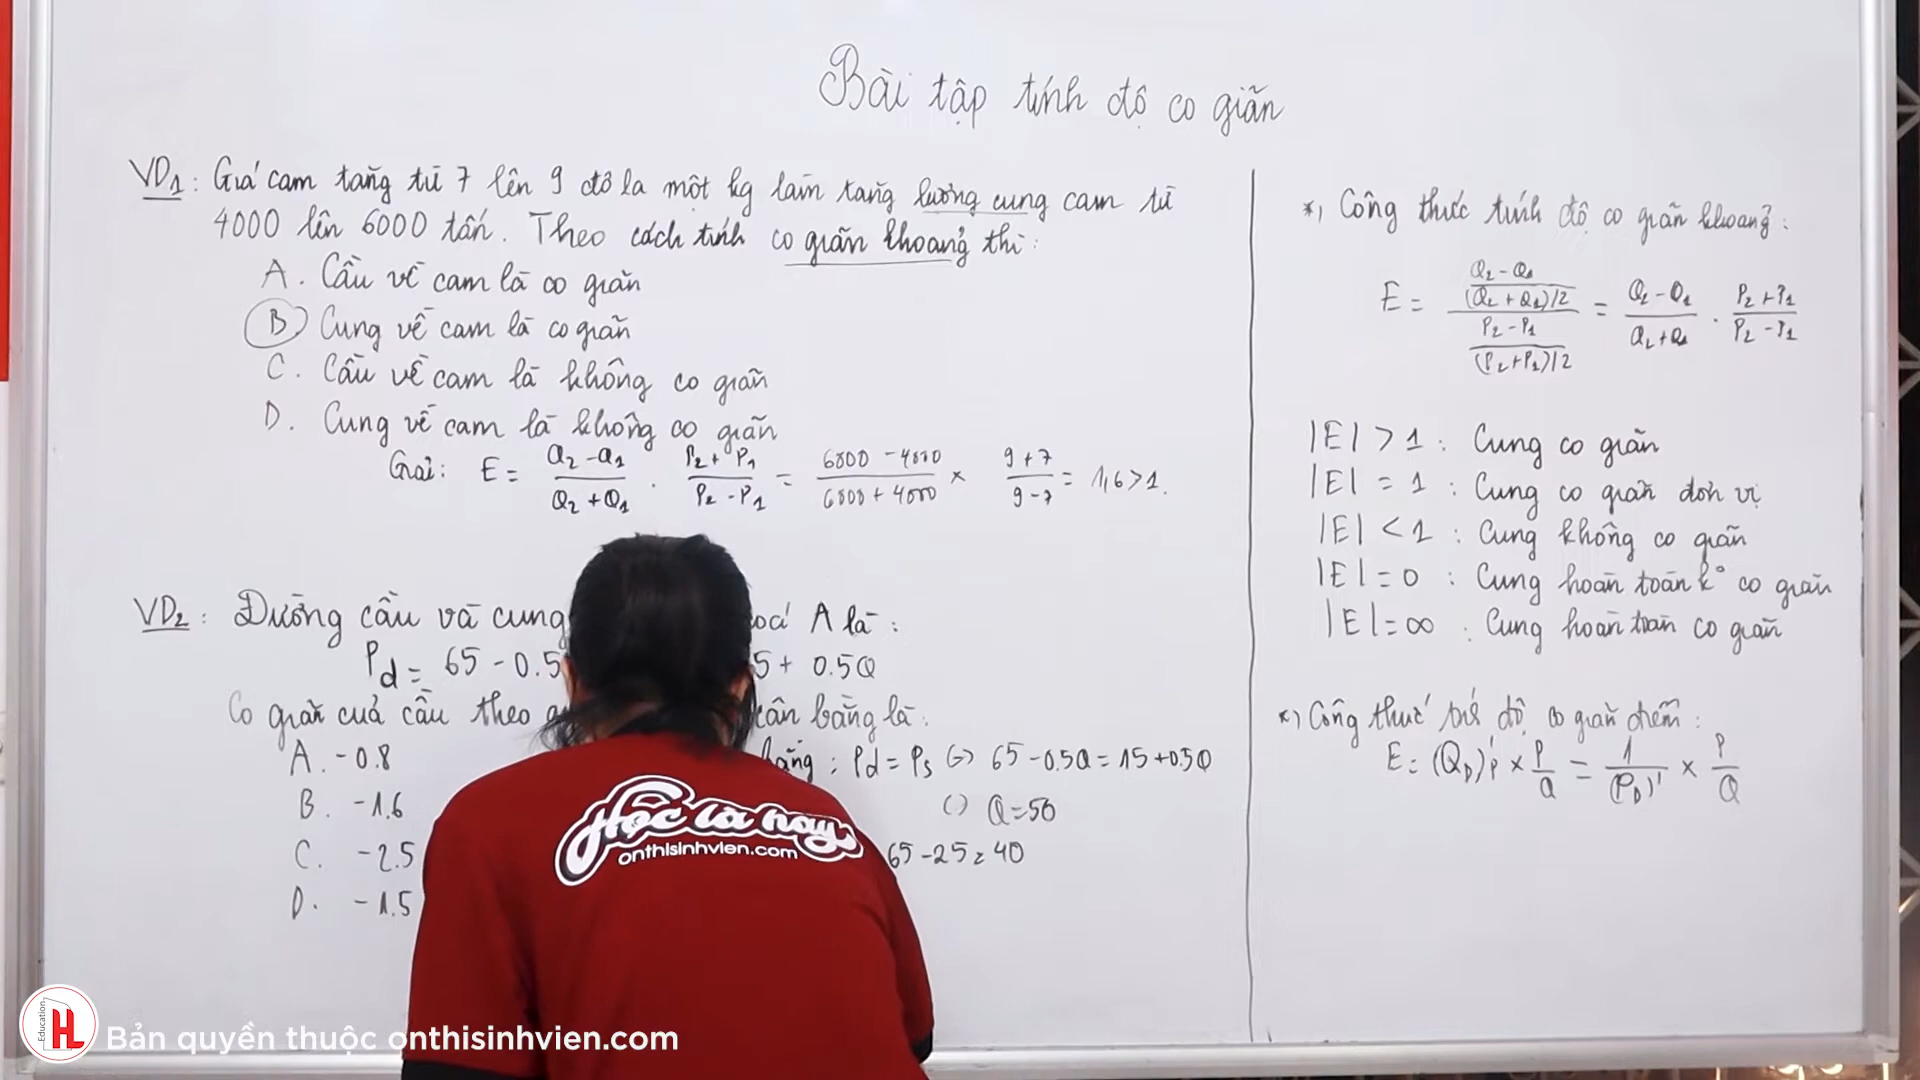 Bài tập tính độ co giãn
VD1: Giá cam tăng từ 7 lên 9 đô la một kg làm tăng lượng cung cam từ
4000 lên 6000 tấn. Theo cách tính co giãn khoảng thì:
A. Cầu về cam là co giãn
B Cung về cam là co giãn
C. Cầu về cam là không co giãn
D. Cung về cam là không co giãn
Giải: E = (Q2 - Q1)/(Q2 + Q1) . (P2 + P1)/(P2 - P1) = (6000 - 4000)/(6000 + 4000) × (9 + 7)/(9 - 7) = 1,6 > 1.
VD2: Đường cầu và cung A là:
Pd = 65 - 0.5 5 + 0.5Q
Co giãn của cầu theo cân bằng là:
A. -0.8
B. -1.6
C. -2.5
D. -1.5
bằng: Pd = Ps <=> 65 - 0.5Q = 15 + 0.5Q
<=> Q = 50
65 - 25 = 40
*, Công thức tính độ co giãn khoảng:
E = ((Q2 - Q1)/((Q2 + Q1)/2))/((P2 - P1)/((P2 + P1)/2)) = (Q2 - Q1)/(Q2 + Q1) . (P2 + P1)/(P2 - P1)
|E| > 1: Cung co giãn
|E| = 1: Cung co giãn đơn vị
|E| < 1: Cung không co giãn
|E| = 0: Cung hoàn toàn k° co giãn
|E| = ∞: Cung hoàn toàn co giãn
*) Công thức độ co giãn điểm:
E = (QD)'P × P/Q = 1/(PD)' × P/Q
Học là hay
onthisinhvien.com
Education
HL
Bản quyền thuộc onthisinhvien.com